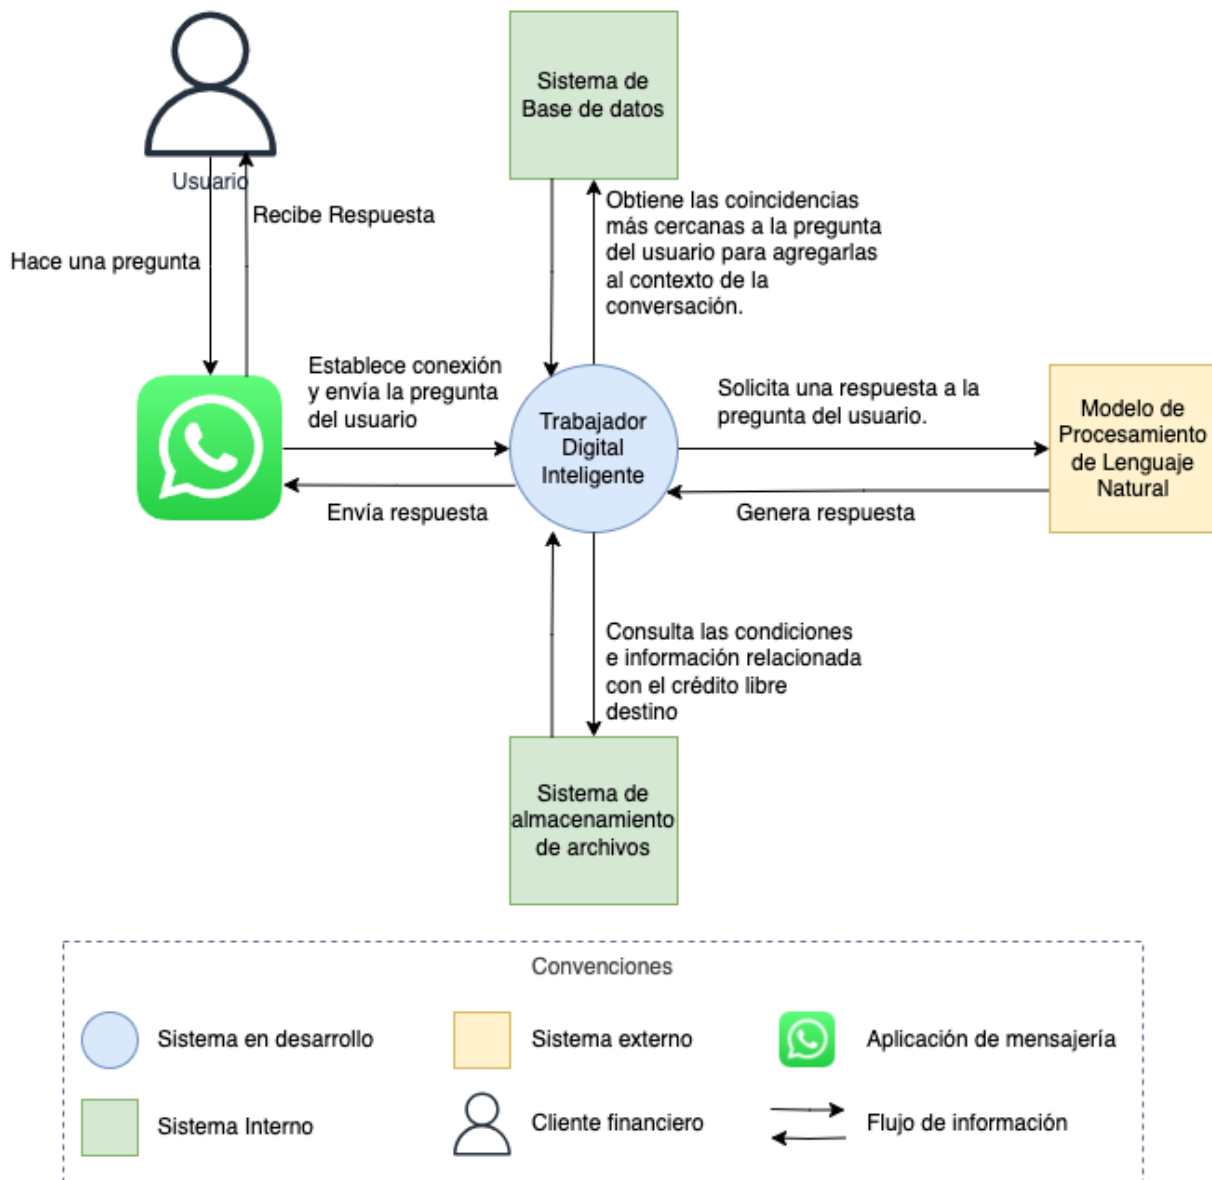 Sistema de
Base de datos
Usuario
Recibe Respuesta
Hace una pregunta
Obtiene las coincidencias
más cercanas a la pregunta
del usuario para agregarlas
al contexto de la
conversación.
Establece conexión
y envía la pregunta
del usuario
Trabajador
Digital
Inteligente
Solicita una respuesta a la
pregunta del usuario.
Modelo de
Procesamiento
de Lenguaje
Natural
Envía respuesta
Genera respuesta
Consulta las condiciones
e información relacionada
con el crédito libre
destino
Sistema de
almacenamiento
de archivos
Convenciones
Sistema en desarrollo
Sistema externo
Aplicación de mensajería
Sistema Interno
Cliente financiero
Flujo de información